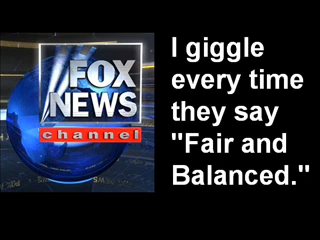 FOX
NEWS
channel
I giggle
every time
they say
"Fair and
Balanced."